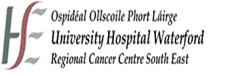 Ospidéal Ollscoile Phort Láirge
University Hospital Waterford
Regional Cancer Centre South East